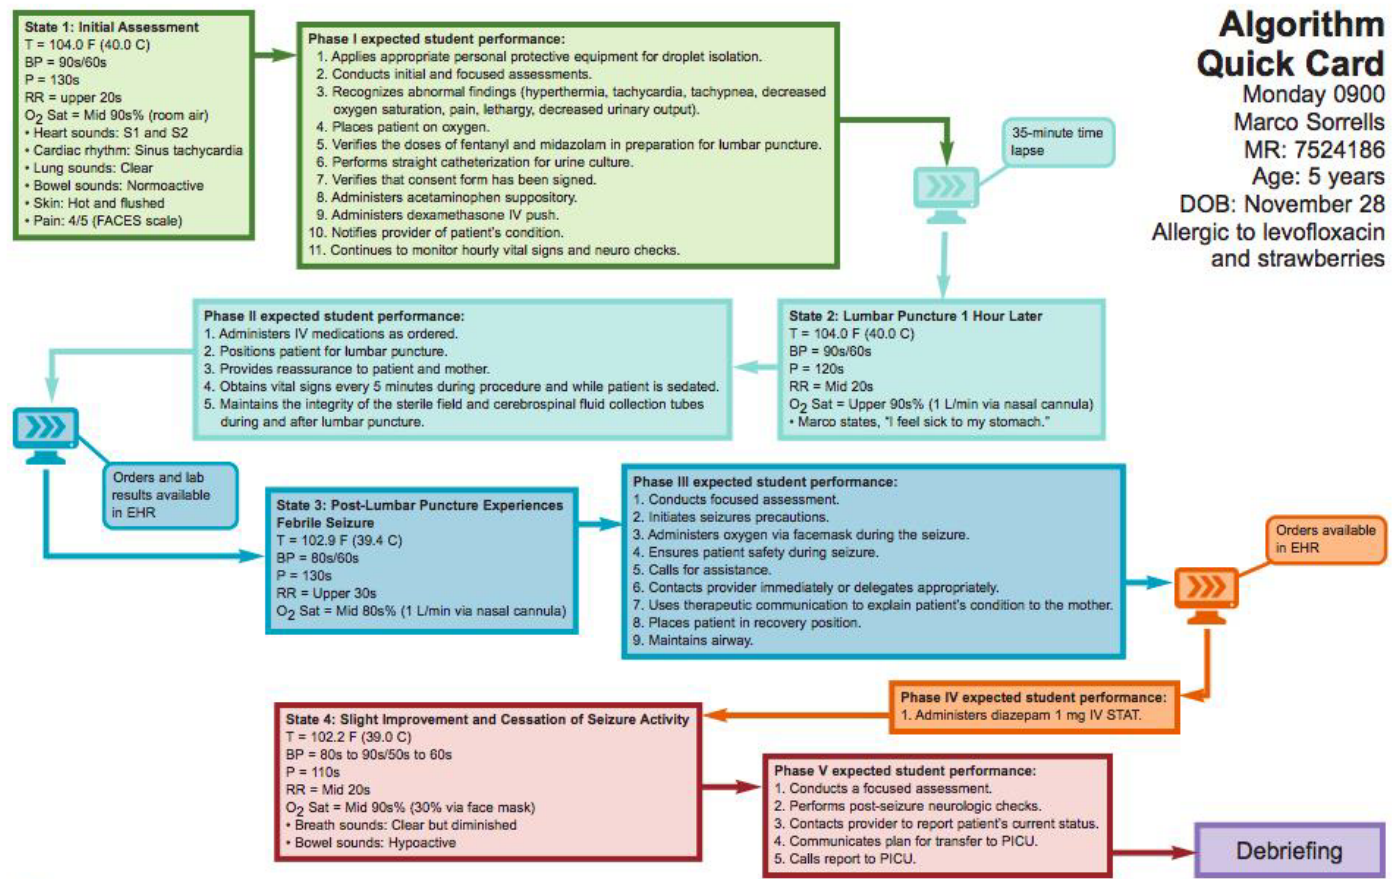 Algorithm
Quick Card
Monday 0900
Marco Sorrells
MR: 7524186
Age: 5 years
DOB: November 28
Allergic to levofloxacin
and strawberries
State 1: Initial Assessment
T = 104.0 F (40.0 C)
BP = 90s/60s
P = 130s
RR = upper 20s
O2 Sat = Mid 90s% (room air)
• Heart sounds: S1 and S2
• Cardiac rhythm: Sinus tachycardia
• Lung sounds: Clear
• Bowel sounds: Normoactive
• Skin: Hot and flushed
• Pain: 4/5 (FACES scale)
Phase I expected student performance:
1. Applies appropriate personal protective equipment for droplet isolation.
2. Conducts initial and focused assessments.
3. Recognizes abnormal findings (hyperthermia, tachycardia, tachypnea, decreased
oxygen saturation, pain, lethargy, decreased urinary output).
4. Places patient on oxygen.
5. Verifies the doses of fentanyl and midazolam in preparation for lumbar puncture.
6. Performs straight catheterization for urine culture.
7. Verifies that consent form has been signed.
8. Administers acetaminophen suppository.
9. Administers dexamethasone IV push.
10. Notifies provider of patient's condition.
11. Continues to monitor hourly vital signs and neuro checks.
35-minute time
lapse
State 2: Lumbar Puncture 1 Hour Later
T = 104.0 F (40.0 C)
BP = 90s/60s
P = 120s
RR = Mid 20s
O2 Sat = Upper 90s% (1 L/min via nasal cannula)
• Marco states, "I feel sick to my stomach."
Phase II expected student performance:
1. Administers IV medications as ordered.
2. Positions patient for lumbar puncture.
3. Provides reassurance to patient and mother.
4. Obtains vital signs every 5 minutes during procedure and while patient is sedated.
5. Maintains the integrity of the sterile field and cerebrospinal fluid collection tubes
during and after lumbar puncture.
Orders and lab
results available
in EHR
State 3: Post-Lumbar Puncture Experiences
Febrile Seizure
T = 102.9 F (39.4 C)
BP = 80s/60s
P = 130s
RR = Upper 30s
O2 Sat = Mid 80s% (1 L/min via nasal cannula)
Phase III expected student performance:
1. Conducts focused assessment.
2. Initiates seizures precautions.
3. Administers oxygen via facemask during the seizure.
4. Ensures patient safety during seizure.
5. Calls for assistance.
6. Contacts provider immediately or delegates appropriately.
7. Uses therapeutic communication to explain patient's condition to the mother.
8. Places patient in recovery position.
9. Maintains airway.
Orders available
in EHR
Phase IV expected student performance:
1. Administers diazepam 1 mg IV STAT.
State 4: Slight Improvement and Cessation of Seizure Activity
T = 102.2 F (39.0 C)
BP = 80s to 90s/50s to 60s
P = 110s
RR = Mid 20s
O2 Sat = Mid 90s% (30% via face mask)
• Breath sounds: Clear but diminished
• Bowel sounds: Hypoactive
Phase V expected student performance:
1. Conducts a focused assessment.
2. Performs post-seizure neurologic checks.
3. Contacts provider to report patient's current status.
4. Communicates plan for transfer to PICU.
5. Calls report to PICU.
Debriefing